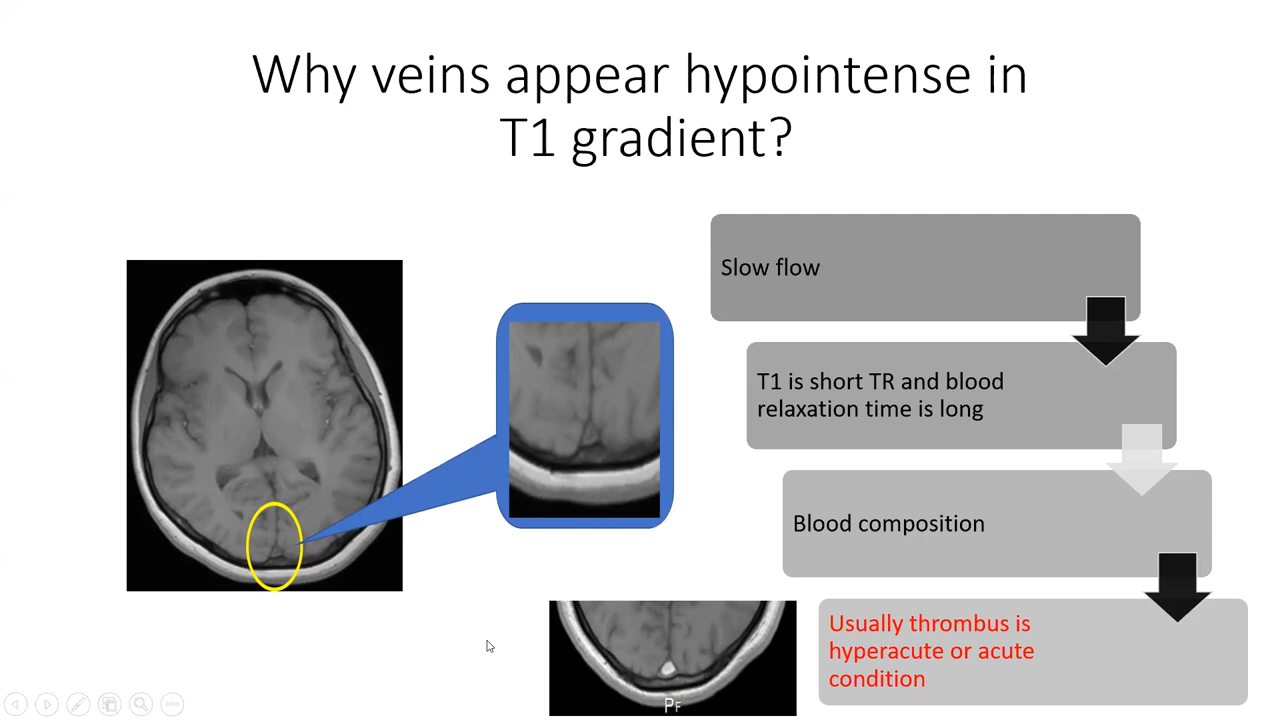 Why veins appear hypointense in
T1 gradient?
Slow flow
T1 is short TR and blood
relaxation time is long
Blood composition
Usually thrombus is
hyperacute or acute
condition
PF